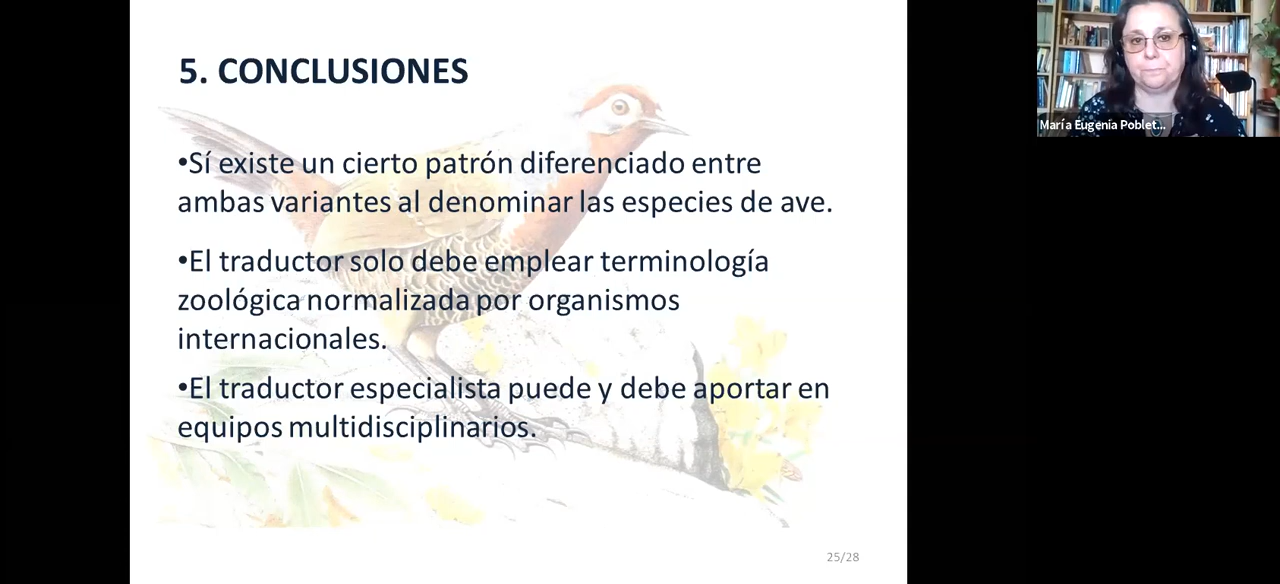 5. CONCLUSIONES
•Sí existe un cierto patrón diferenciado entre
ambas variantes al denominar las especies de ave.
•El traductor solo debe emplear terminología
zoológica normalizada por organismos
internacionales.
•El traductor especialista puede y debe aportar en
equipos multidisciplinarios.
25/28
María Eugenia Poblet...